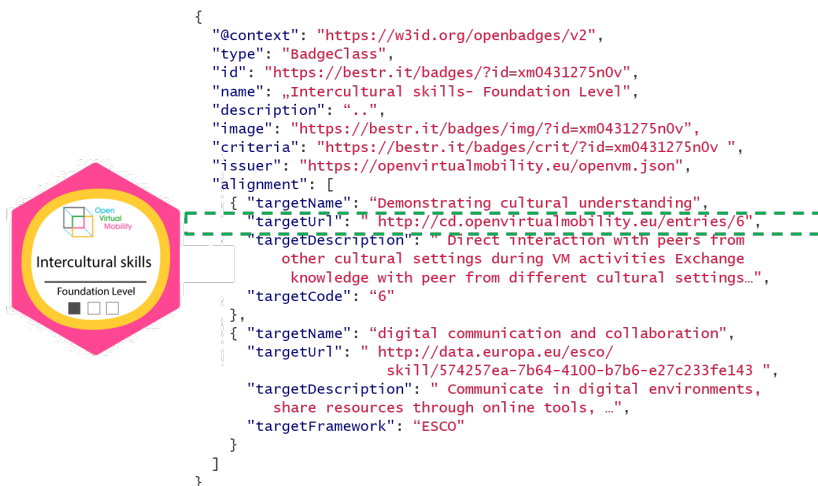 {
"@context": "https://w3id.org/openbadges/v2",
"type": "BadgeClass",
"id": "https://bestr.it/badges/?id=xm0431275n0v",
"name": „Intercultural skills- Foundation Level",
"description": “..”,
"image": "https://bestr.it/badges/img/?id=xm0431275n0v”,
"criteria": "https://bestr.it/badges/crit/?id=xm0431275n0v ",
"issuer": "https://openvirtualmobility.eu/openvm.json",
"alignment": [
{ "targetName": "Demonstrating cultural understanding",
"targetUrl": " http://cd.openvirtualmobility.eu/entries/6",
"targetDescription": " Direct interaction with peers from
other cultural settings during VM activities Exchange
knowledge with peer from different cultural settings…",
"targetCode": "6"
},
{ "targetName": “digital communication and collaboration",
"targetUrl": " http://data.europa.eu/esco/
skill/574257ea-7b64-4100-b7b6-e27c233fe143 ",
"targetDescription": " Communicate in digital environments,
share resources through online tools, …",
"targetFramework": “ESCO"
}
]
}
Open
Virtual
Mobility
Intercultural skills
Foundation Level